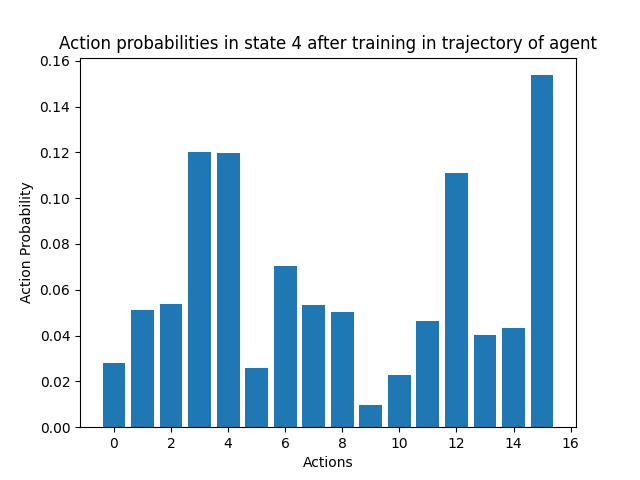 Action probabilities in state 4 after training in trajectory of agent
0.16
0.14
0.12
0.10
0.08
0.06
0.04
0.02
0.00
Action Probability
0 2 4 6 8 10 12 14 16
Actions